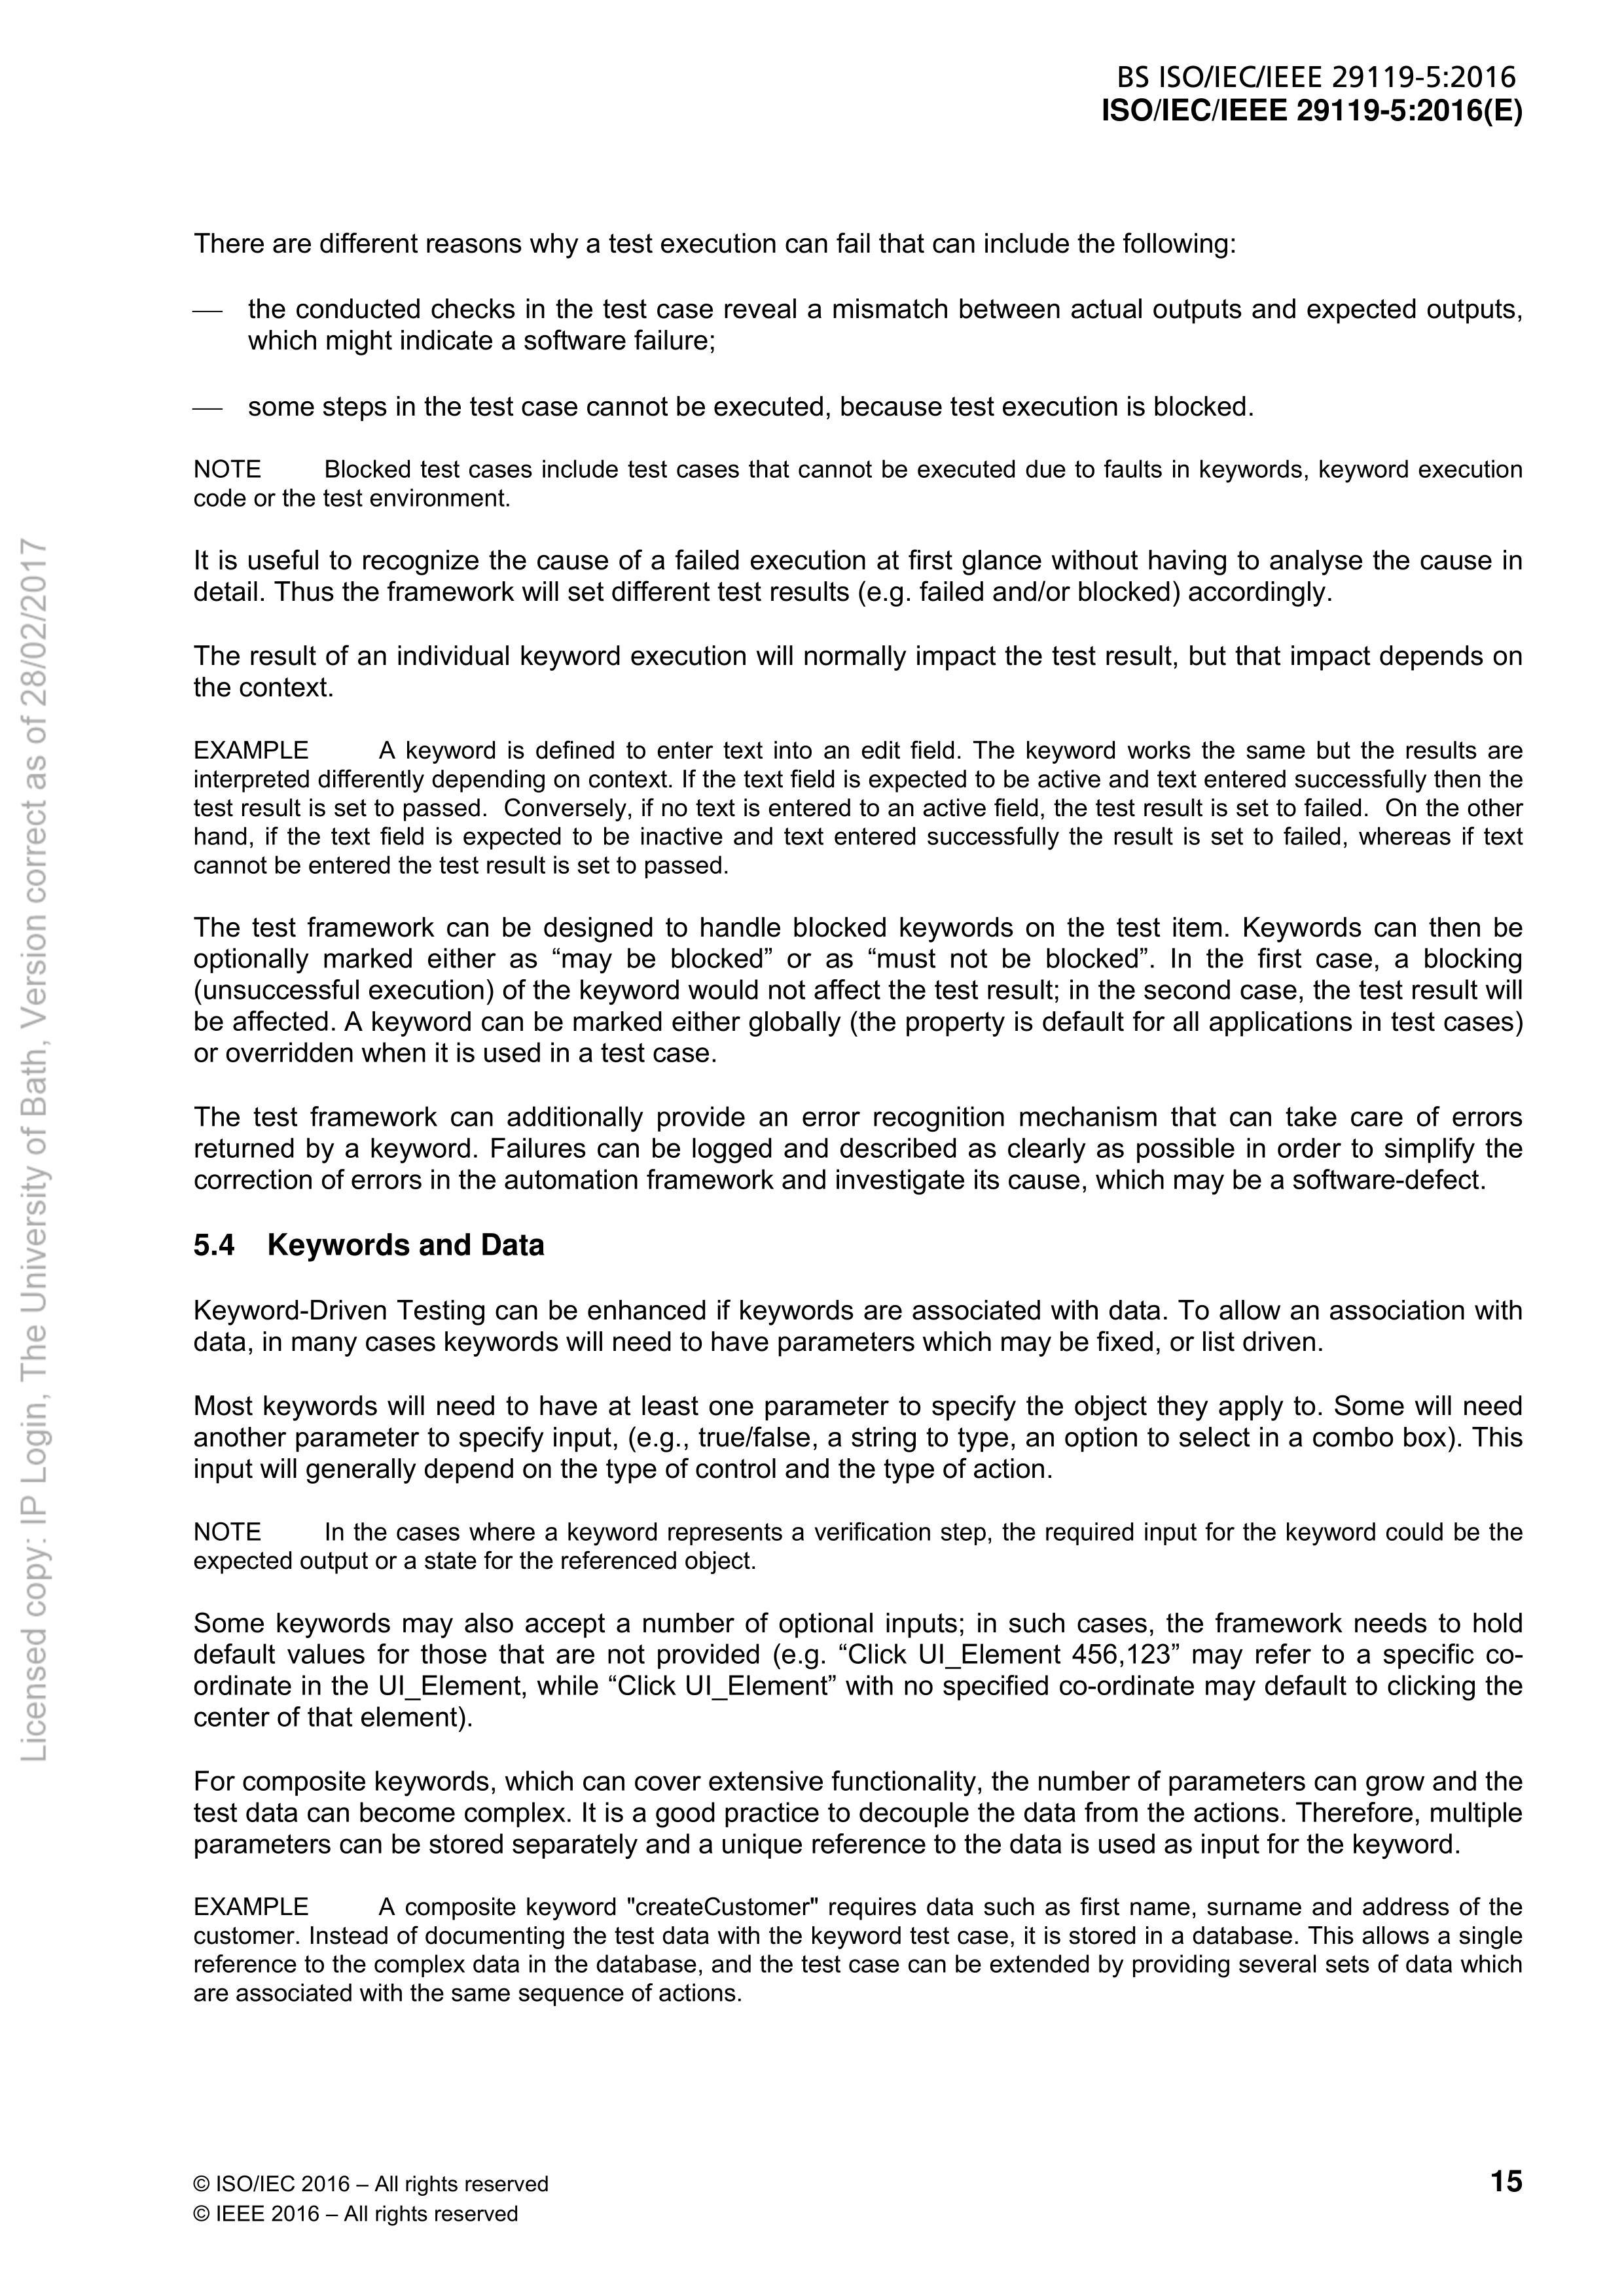 BS ISO/IEC/IEEE 29119-5:2016
ISO/IEC/IEEE 29119-5:2016(E)
There are different reasons why a test execution can fail that can include the following:
— the conducted checks in the test case reveal a mismatch between actual outputs and expected outputs,
which might indicate a software failure;
— some steps in the test case cannot be executed, because test execution is blocked.
NOTE Blocked test cases include test cases that cannot be executed due to faults in keywords, keyword execution
code or the test environment.
It is useful to recognize the cause of a failed execution at first glance without having to analyse the cause in
detail. Thus the framework will set different test results (e.g. failed and/or blocked) accordingly.
The result of an individual keyword execution will normally impact the test result, but that impact depends on
the context.
EXAMPLE A keyword is defined to enter text into an edit field. The keyword works the same but the results are
interpreted differently depending on context. If the text field is expected to be active and text entered successfully then the
test result is set to passed. Conversely, if no text is entered to an active field, the test result is set to failed. On the other
hand, if the text field is expected to be inactive and text entered successfully the result is set to failed, whereas if text
cannot be entered the test result is set to passed.
The test framework can be designed to handle blocked keywords on the test item. Keywords can then be
optionally marked either as “may be blocked” or as “must not be blocked”. In the first case, a blocking
(unsuccessful execution) of the keyword would not affect the test result; in the second case, the test result will
be affected. A keyword can be marked either globally (the property is default for all applications in test cases)
or overridden when it is used in a test case.
The test framework can additionally provide an error recognition mechanism that can take care of errors
returned by a keyword. Failures can be logged and described as clearly as possible in order to simplify the
correction of errors in the automation framework and investigate its cause, which may be a software-defect.
5.4 Keywords and Data
Keyword-Driven Testing can be enhanced if keywords are associated with data. To allow an association with
data, in many cases keywords will need to have parameters which may be fixed, or list driven.
Most keywords will need to have at least one parameter to specify the object they apply to. Some will need
another parameter to specify input, (e.g., true/false, a string to type, an option to select in a combo box). This
input will generally depend on the type of control and the type of action.
NOTE In the cases where a keyword represents a verification step, the required input for the keyword could be the
expected output or a state for the referenced object.
Some keywords may also accept a number of optional inputs; in such cases, the framework needs to hold
default values for those that are not provided (e.g. “Click UI_Element 456,123” may refer to a specific co-
ordinate in the UI_Element, while “Click UI_Element” with no specified co-ordinate may default to clicking the
center of that element).
For composite keywords, which can cover extensive functionality, the number of parameters can grow and the
test data can become complex. It is a good practice to decouple the data from the actions. Therefore, multiple
parameters can be stored separately and a unique reference to the data is used as input for the keyword.
EXAMPLE A composite keyword "createCustomer" requires data such as first name, surname and address of the
customer. Instead of documenting the test data with the keyword test case, it is stored in a database. This allows a single
reference to the complex data in the database, and the test case can be extended by providing several sets of data which
are associated with the same sequence of actions.
© ISO/IEC 2016 – All rights reserved
© IEEE 2016 – All rights reserved
15
Licensed copy: IP Login, The University of Bath, Version correct as of 28/02/2017